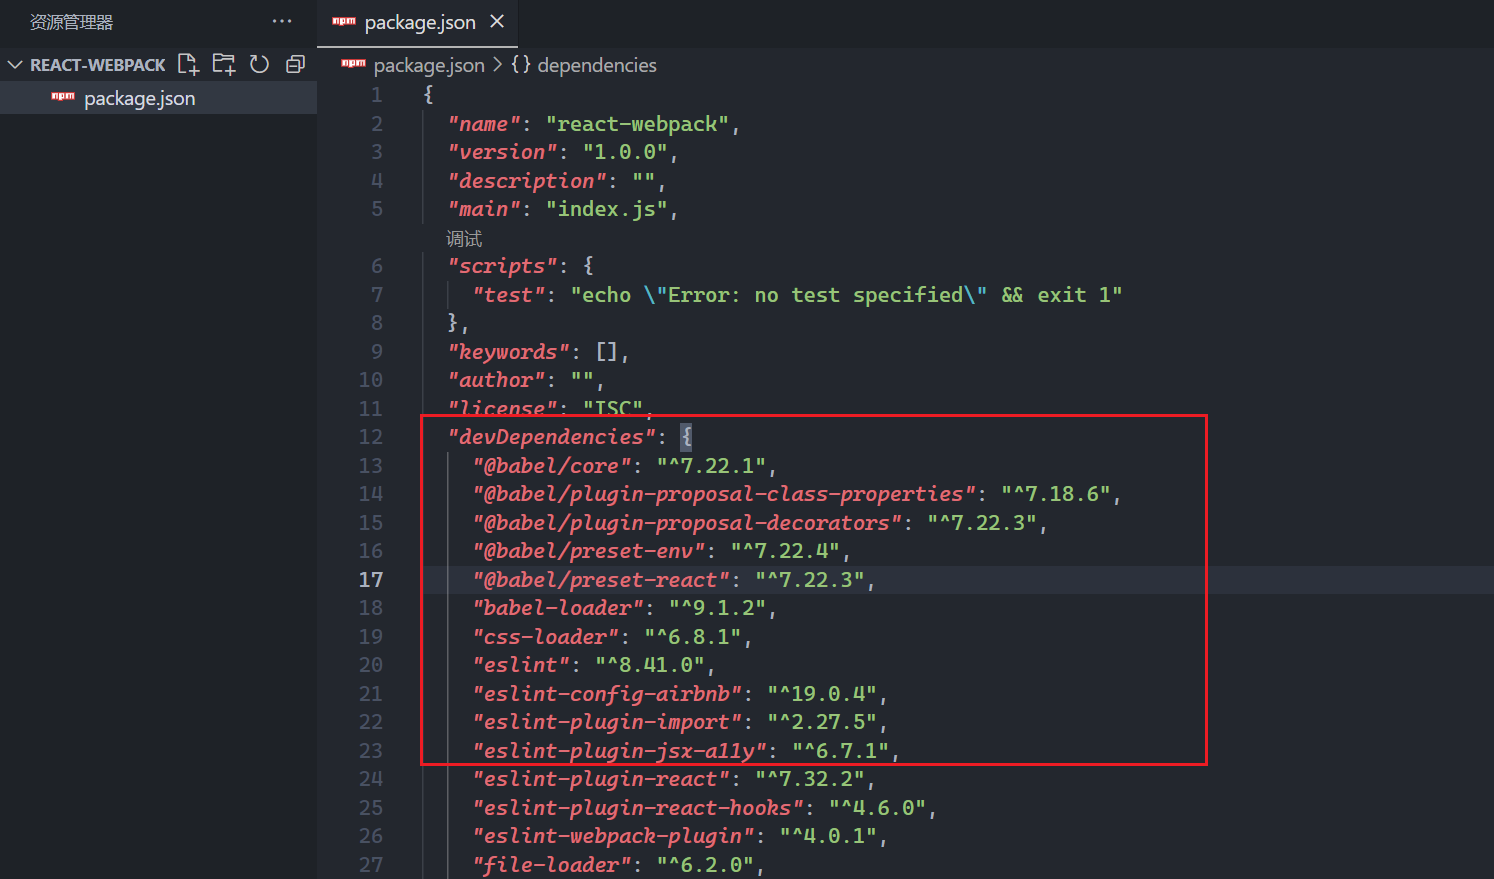 资源管理器 ···
npm package.json ×
REACT-WEBPACK
npm package.json
npm package.json > {} dependencies
1 {
2 "name": "react-webpack",
3 "version": "1.0.0",
4 "description": "",
5 "main": "index.js",
调试
6 "scripts": {
7 "test": "echo \"Error: no test specified\" && exit 1"
8 },
9 "keywords": [],
10 "author": "",
11 "license": "ISC",
12 "devDependencies": {
13 "@babel/core": "^7.22.1",
14 "@babel/plugin-proposal-class-properties": "^7.18.6",
15 "@babel/plugin-proposal-decorators": "^7.22.3",
16 "@babel/preset-env": "^7.22.4",
17 "@babel/preset-react": "^7.22.3",
18 "babel-loader": "^9.1.2",
19 "css-loader": "^6.8.1",
20 "eslint": "^8.41.0",
21 "eslint-config-airbnb": "^19.0.4",
22 "eslint-plugin-import": "^2.27.5",
23 "eslint-plugin-jsx-a11y": "^6.7.1",
24 "eslint-plugin-react": "^7.32.2",
25 "eslint-plugin-react-hooks": "^4.6.0",
26 "eslint-webpack-plugin": "^4.0.1",
27 "file-loader": "^6.2.0",